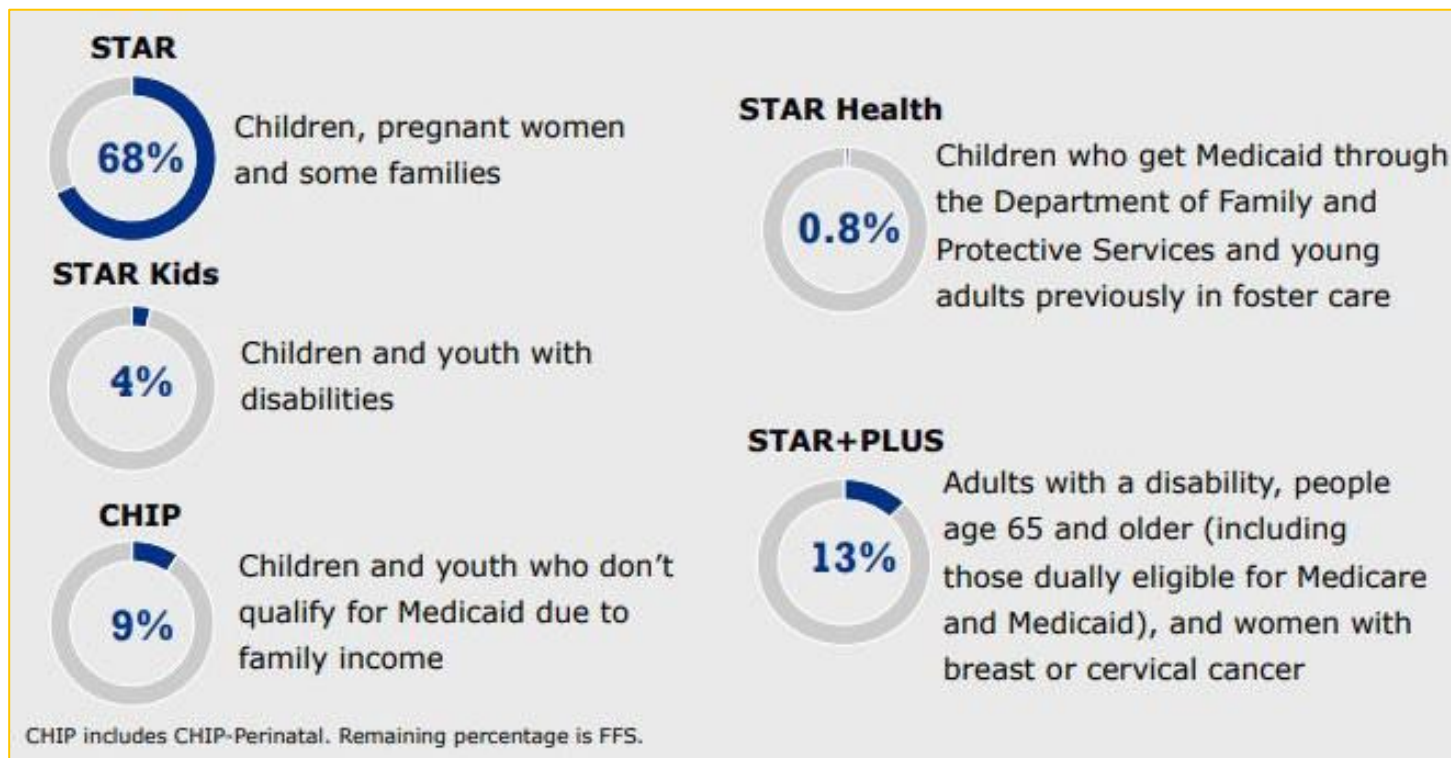 STAR
68%
Children, pregnant women
and some families
STAR Kids
4%
Children and youth with
disabilities
CHIP
9%
Children and youth who don’t
qualify for Medicaid due to
family income
STAR Health
0.8%
Children who get Medicaid through
the Department of Family and
Protective Services and young
adults previously in foster care
STAR+PLUS
13%
Adults with a disability, people
age 65 and older (including
those dually eligible for Medicare
and Medicaid), and women with
breast or cervical cancer
CHIP includes CHIP-Perinatal. Remaining percentage is FFS.